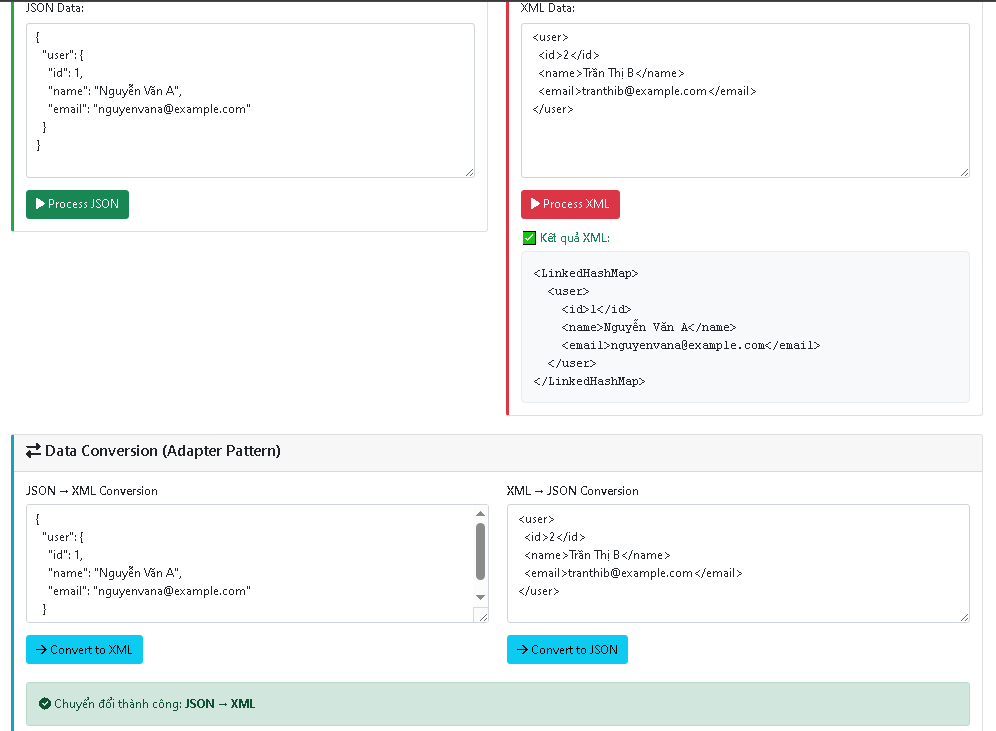 JSON Data:
{
"user": {
"id": 1,
"name": "Nguyễn Văn A",
"email": "nguyenvana@example.com"
}
}
Process JSON
XML Data:
<user>
<id>2</id>
<name>Trần Thị B</name>
<email>tranthib@example.com</email>
</user>
Process XML
Kết quả XML:
<LinkedHashMap>
<user>
<id>1</id>
<name>Nguyễn Văn A</name>
<email>nguyenvana@example.com</email>
</user>
</LinkedHashMap>
Data Conversion (Adapter Pattern)
JSON → XML Conversion
{
"user": {
"id": 1,
"name": "Nguyễn Văn A",
"email": "nguyenvana@example.com"
}
Convert to XML
XML → JSON Conversion
<user>
<id>2</id>
<name>Trần Thị B</name>
<email>tranthib@example.com</email>
</user>
Convert to JSON
Chuyển đổi thành công: JSON → XML